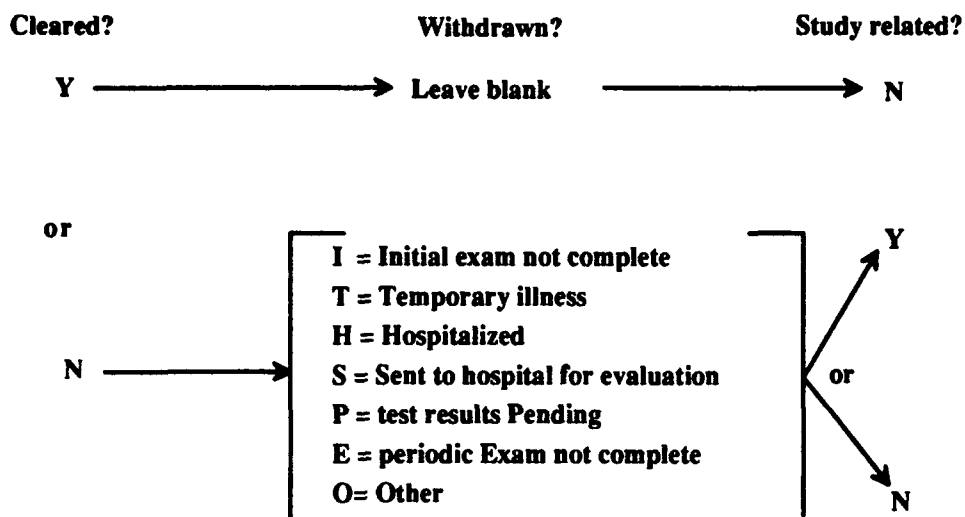 Cleared? Withdrawn? Study related?
Y Leave blank N
or
I = Initial exam not complete
T = Temporary illness
H = Hospitalized
N S = Sent to hospital for evaluation or
P = test results Pending
E = periodic Exam not complete
O= Other
Y
N